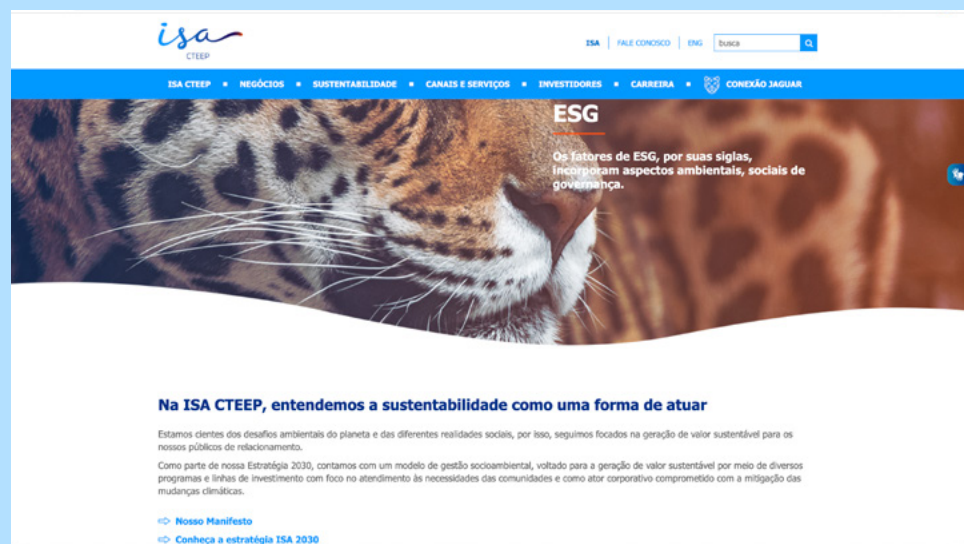 isa
CTEEP
ISA FALE CONOSCO ENG busca
ISA CTEEP NEGÓCIOS SUSTENTABILIDADE CANAIS E SERVIÇOS INVESTIDORES CARREIRA CONEXÃO JAGUAR
ESG
Os fatores de ESG, por suas siglas,
incorporam aspectos ambientais, sociais de
governança.
Na ISA CTEEP, entendemos a sustentabilidade como uma forma de atuar
Estamos cientes dos desafios ambientais do planeta e das diferentes realidades sociais, por isso, seguimos focados na geração de valor sustentável para os
nossos públicos de relacionamento.
Como parte de nossa Estratégia 2030, contamos com um modelo de gestão socioambiental, voltado para a geração de valor sustentável por meio de diversos
programas e linhas de investimento com foco no atendimento às necessidades das comunidades e como ator corporativo comprometido com a mitigação das
mudanças climáticas.
Nosso Manifesto
Conheça a estratégia ISA 2030